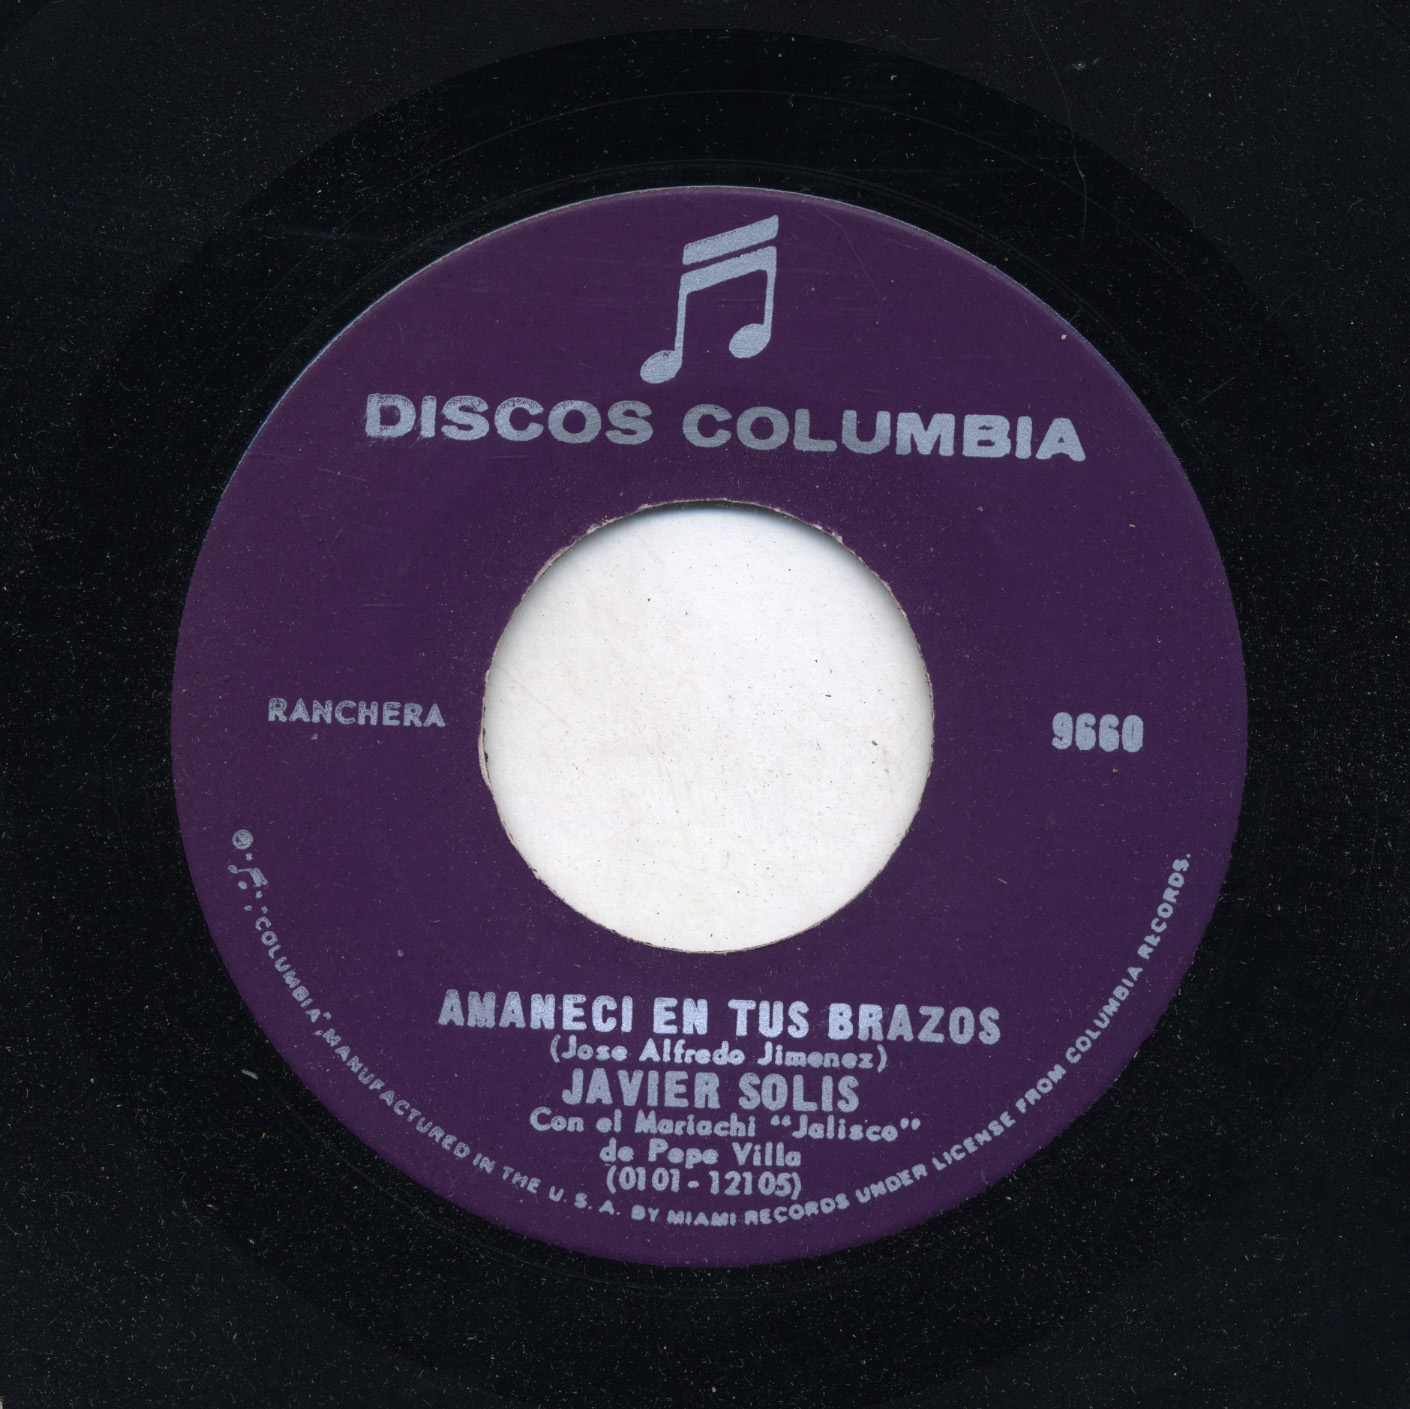 DISCOS COLUMBIA
RANCHERA
9660
AMANECI EN TUS BRAZOS
(Jose Alfredo Jimenez)
JAVIER SOLIS
Con el Mariachi "Jalisco"
de Pepe Villa
(0101 - 12105)
"COLUMBIA", MANUFACTURED IN THE U. S. A. BY MIAMI RECORDS UNDER LICENSE FROM COLUMBIA RECORDS.